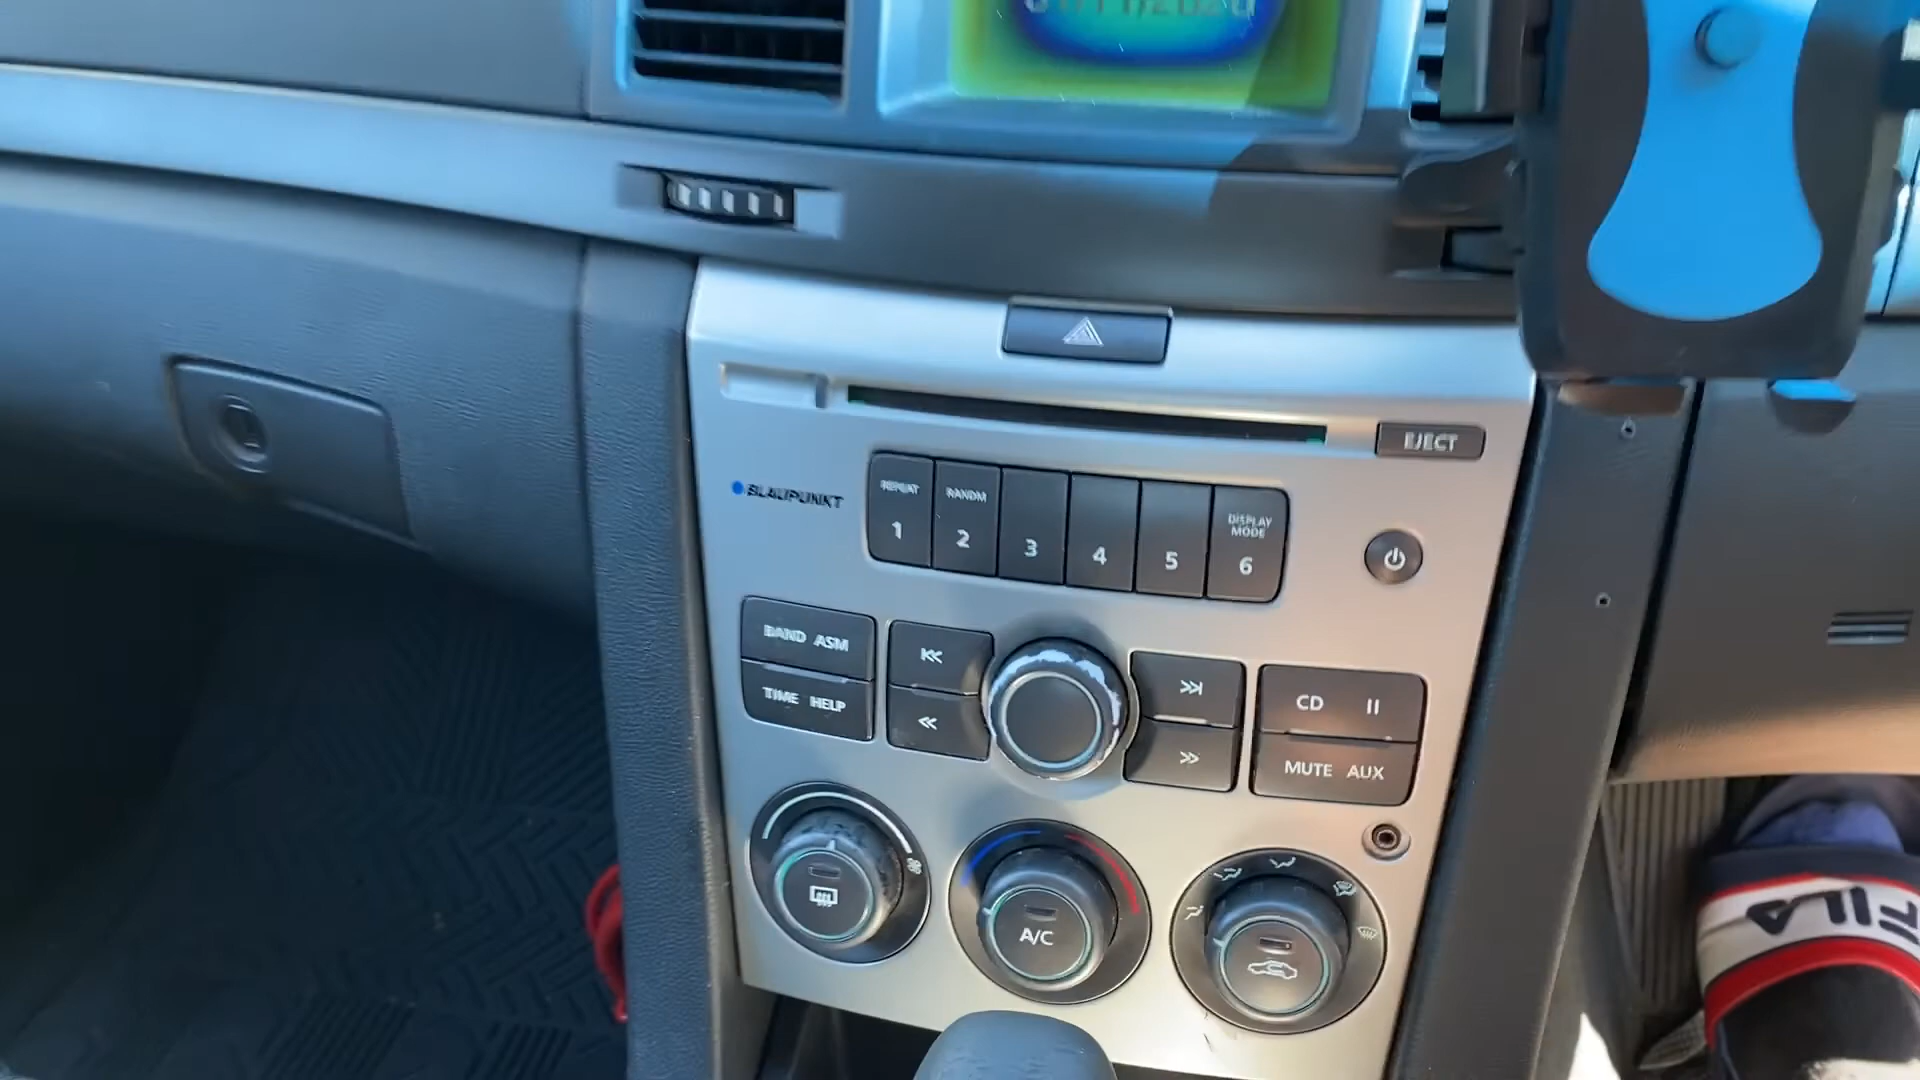 EJECT
BLAUPUNKT
REPEAT
RANDM
DISPLAY
MODE
1 2 3 4 5 6
BAND ASM
TIME HELP
CD
MUTE AUX
A/C
FILA